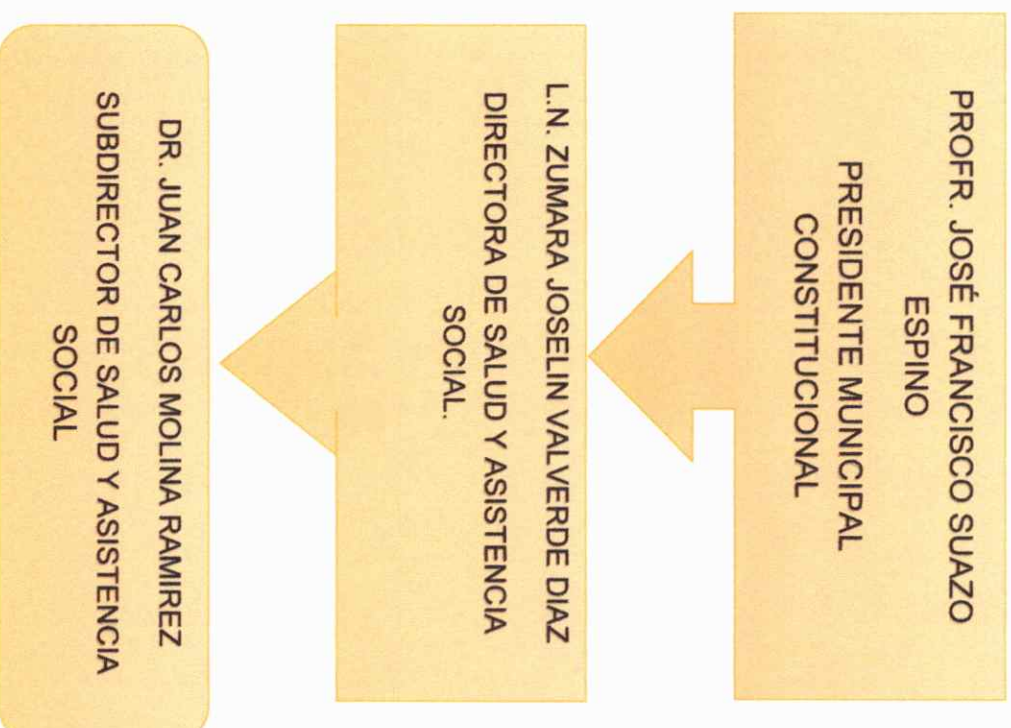 PROFR. JOSÉ FRANCISCO SUAZO
ESPINO
PRESIDENTE MUNICIPAL
CONSTITUCIONAL
L.N. ZUMARA JOSELIN VALVERDE DIAZ
DIRECTORA DE SALUD Y ASISTENCIA
SOCIAL.
DR. JUAN CARLOS MOLINA RAMIREZ
SUBDIRECTOR DE SALUD Y ASISTENCIA
SOCIAL